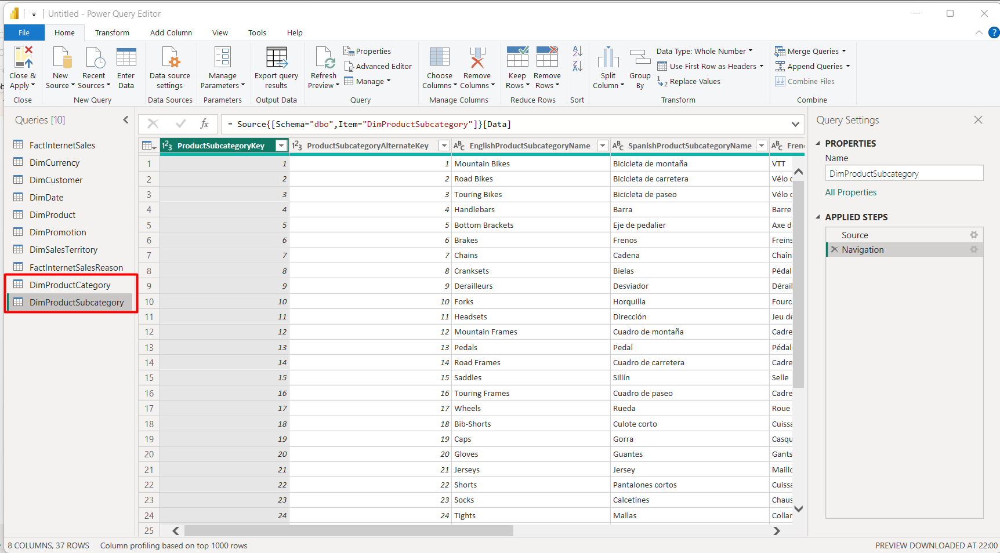 Untitled - Power Query Editor
File Home Transform Add Column View Tools Help
Close & Apply
Close
New Source
Recent Sources
Enter Data
New Query
Data source settings
Data Sources
Manage Parameters
Parameters
Export query results
Output Data
Refresh Preview
Properties
Advanced Editor
Manage
Query
Choose Columns
Remove Columns
Manage Columns
Keep Rows
Remove Rows
Reduce Rows
Sort
Split Column
Group By
Data Type: Whole Number
Use First Row as Headers
Replace Values
Transform
Merge Queries
Append Queries
Combine Files
Combine
Queries [10]
FactInternetSales
DimCurrency
DimCustomer
DimDate
DimProduct
DimPromotion
DimSalesTerritory
FactInternetSalesReason
DimProductCategory
DimProductSubcategory
fx
= Source{[Schema="dbo",Item="DimProductSubcategory"]}[Data]
ProductSubcategoryKey ProductSubcategoryAlternateKey EnglishProductSubcategoryName SpanishProductSubcategoryName Fren
1 1 1 Mountain Bikes Bicicleta de montaña VTT
2 2 2 Road Bikes Bicicleta de carretera Vélo
3 3 3 Touring Bikes Bicicleta de paseo Vélo
4 4 4 Handlebars Barra Barre
5 5 5 Bottom Brackets Eje de pedalier Axe
6 6 6 Brakes Frenos Freins
7 7 7 Chains Cadena Chaîn
8 8 8 Cranksets Bielas Pédal
9 9 9 Derailleurs Desviador Dérail
10 10 10 Forks Horquilla Fourc
11 11 11 Headsets Dirección Jeu de
12 12 12 Mountain Frames Cuadro de montaña Cadre
13 13 13 Pedals Pedal Pédal
14 14 14 Road Frames Cuadro de carretera Cadre
15 15 15 Saddles Sillín Selle
16 16 16 Touring Frames Cuadro de paseo Cadre
17 17 17 Wheels Rueda Roue
18 18 18 Bib-Shorts Culote corto Cuissa
19 19 19 Caps Gorra Casqu
20 20 20 Gloves Guantes Gants
21 21 21 Jerseys Jersey Maillo
22 22 22 Shorts Pantalones cortos Cuissa
23 23 23 Socks Calcetines Chaus
24 24 24 Tights Mallas Collar
25
Query Settings
PROPERTIES
Name
DimProductSubcategory
All Properties
APPLIED STEPS
Source
Navigation
8 COLUMNS, 37 ROWS Column profiling based on top 1000 rows
PREVIEW DOWNLOADED AT 22:00